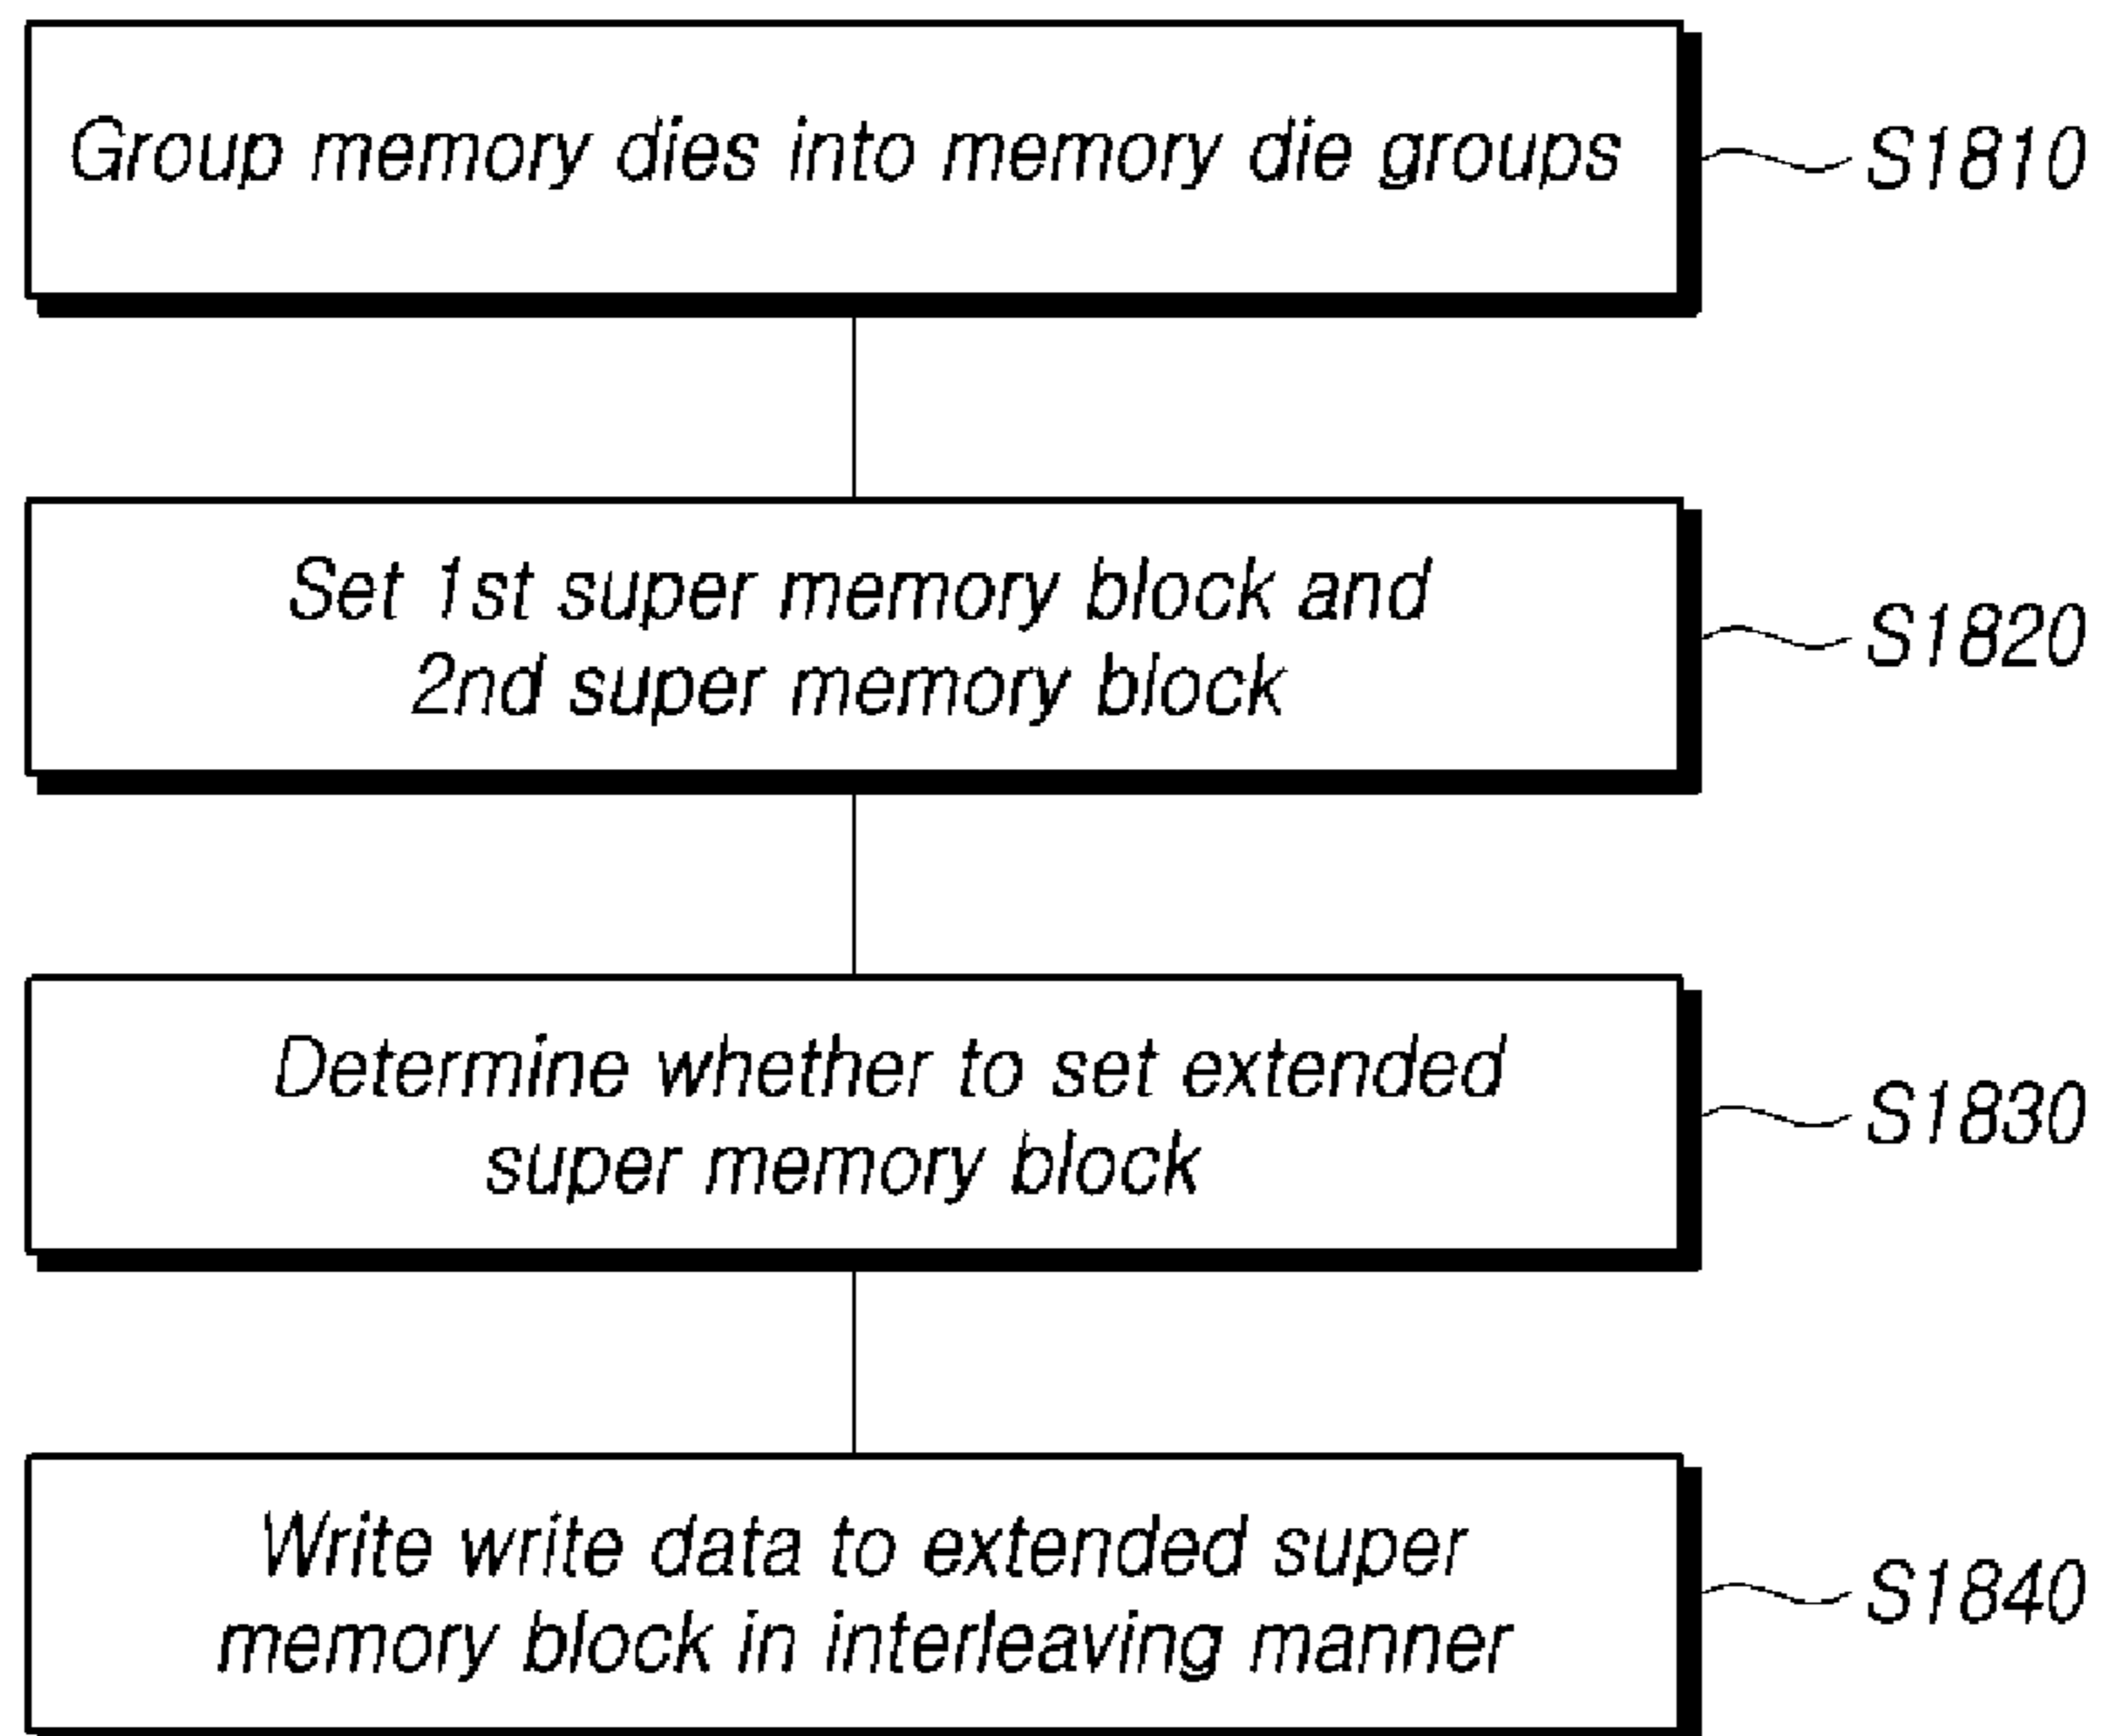 Group memory dies into memory die groups
S1810
Set 1st super memory block and
2nd super memory block
S1820
Determine whether to set extended
super memory block
S1830
Write write data to extended super
memory block in interleaving manner
S1840